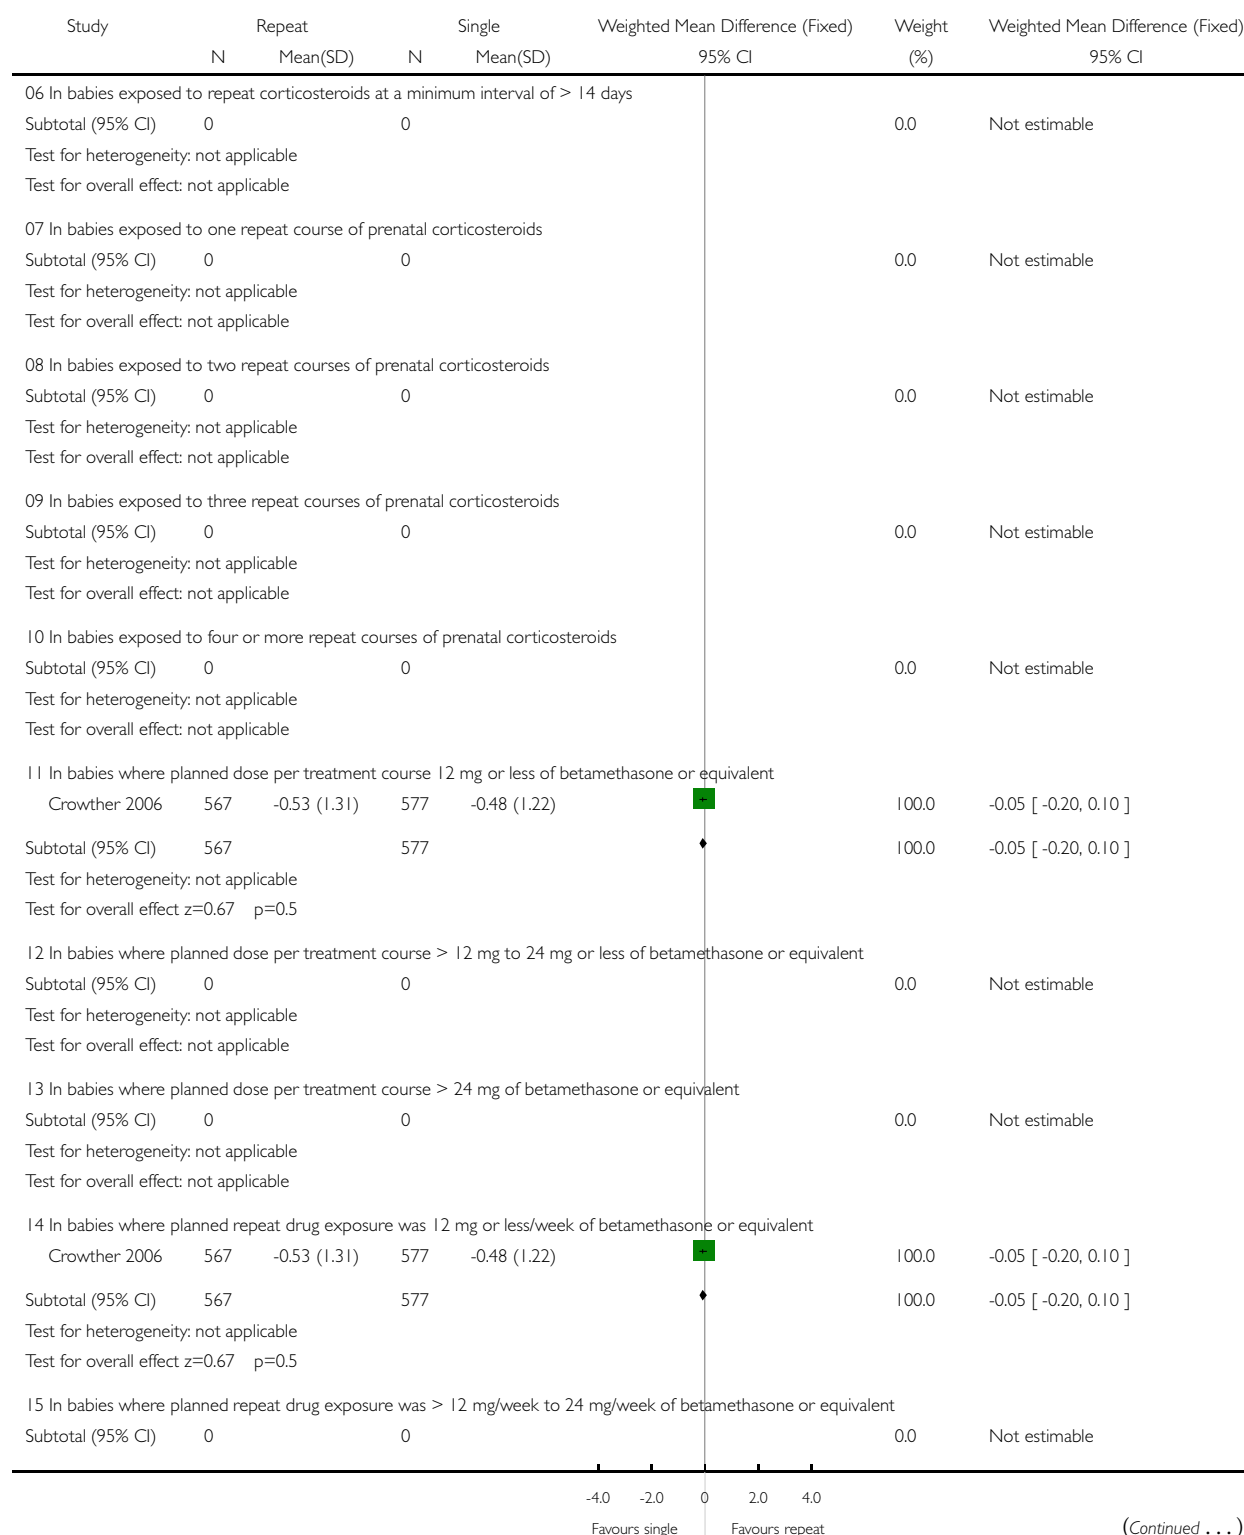 Study Repeat Single Weighted Mean Difference (Fixed) Weight Weighted Mean Difference (Fixed)
N Mean(SD) N Mean(SD) 95% CI (%) 95% CI
06 In babies exposed to repeat corticosteroids at a minimum interval of > 14 days
Subtotal (95% CI) 0 0 0.0 Not estimable
Test for heterogeneity: not applicable
Test for overall effect: not applicable
07 In babies exposed to one repeat course of prenatal corticosteroids
Subtotal (95% CI) 0 0 0.0 Not estimable
Test for heterogeneity: not applicable
Test for overall effect: not applicable
08 In babies exposed to two repeat courses of prenatal corticosteroids
Subtotal (95% CI) 0 0 0.0 Not estimable
Test for heterogeneity: not applicable
Test for overall effect: not applicable
09 In babies exposed to three repeat courses of prenatal corticosteroids
Subtotal (95% CI) 0 0 0.0 Not estimable
Test for heterogeneity: not applicable
Test for overall effect: not applicable
10 In babies exposed to four or more repeat courses of prenatal corticosteroids
Subtotal (95% CI) 0 0 0.0 Not estimable
Test for heterogeneity: not applicable
Test for overall effect: not applicable
11 In babies where planned dose per treatment course 12 mg or less of betamethasone or equivalent
Crowther 2006 567 -0.53 (1.31) 577 -0.48 (1.22) 100.0 -0.05 [ -0.20, 0.10 ]
Subtotal (95% CI) 567 577 100.0 -0.05 [ -0.20, 0.10 ]
Test for heterogeneity: not applicable
Test for overall effect z=0.67 p=0.5
12 In babies where planned dose per treatment course > 12 mg to 24 mg or less of betamethasone or equivalent
Subtotal (95% CI) 0 0 0.0 Not estimable
Test for heterogeneity: not applicable
Test for overall effect: not applicable
13 In babies where planned dose per treatment course > 24 mg of betamethasone or equivalent
Subtotal (95% CI) 0 0 0.0 Not estimable
Test for heterogeneity: not applicable
Test for overall effect: not applicable
14 In babies where planned repeat drug exposure was 12 mg or less/week of betamethasone or equivalent
Crowther 2006 567 -0.53 (1.31) 577 -0.48 (1.22) 100.0 -0.05 [ -0.20, 0.10 ]
Subtotal (95% CI) 567 577 100.0 -0.05 [ -0.20, 0.10 ]
Test for heterogeneity: not applicable
Test for overall effect z=0.67 p=0.5
15 In babies where planned repeat drug exposure was > 12 mg/week to 24 mg/week of betamethasone or equivalent
Subtotal (95% CI) 0 0 0.0 Not estimable
-4.0 -2.0 0 2.0 4.0
Favours single Favours repeat (Continued . . . )